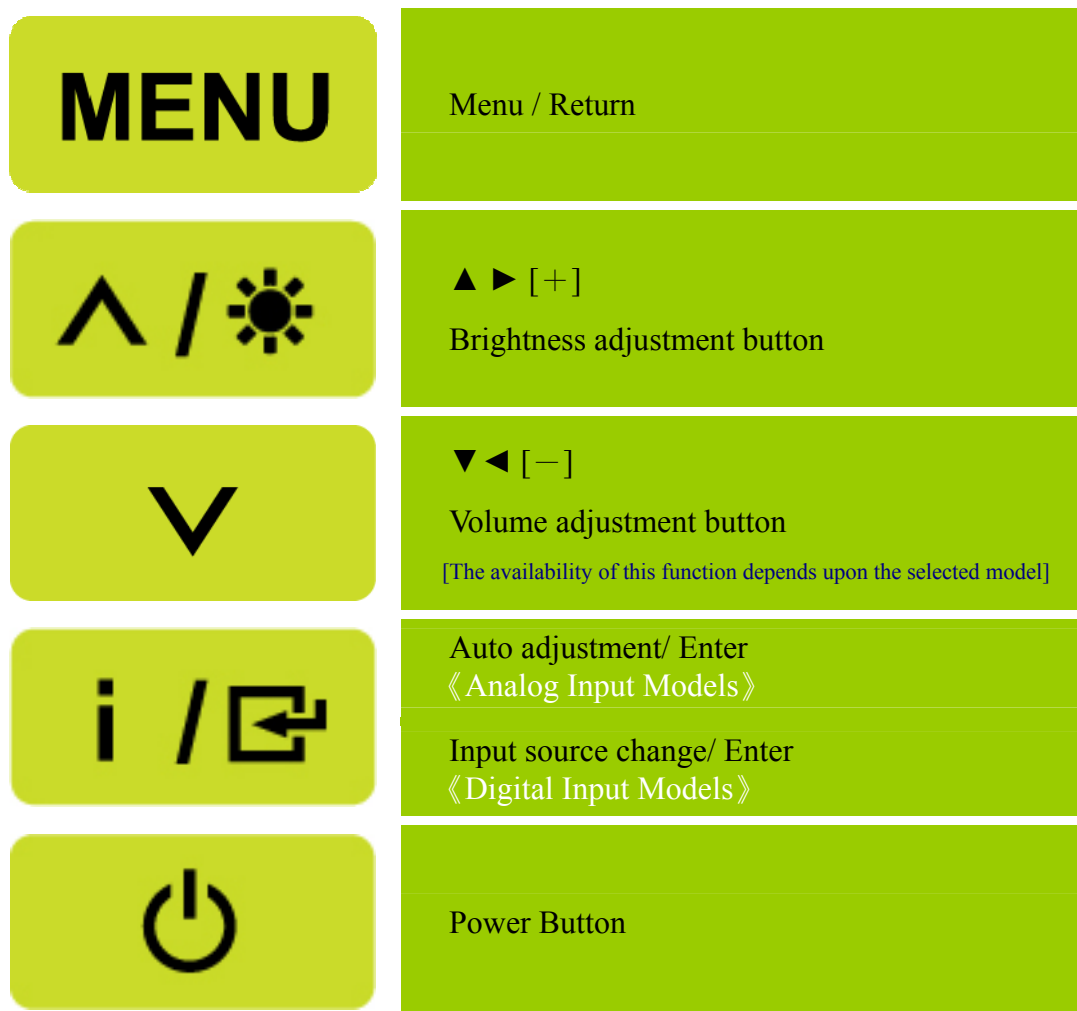 MENU
Menu / Return
/
▲ ► [+]
Brightness adjustment button
▼◄ [−]
Volume adjustment button
[The availability of this function depends upon the selected model]
i /
Auto adjustment/ Enter
《Analog Input Models》
Input source change/ Enter
《Digital Input Models》
Power Button